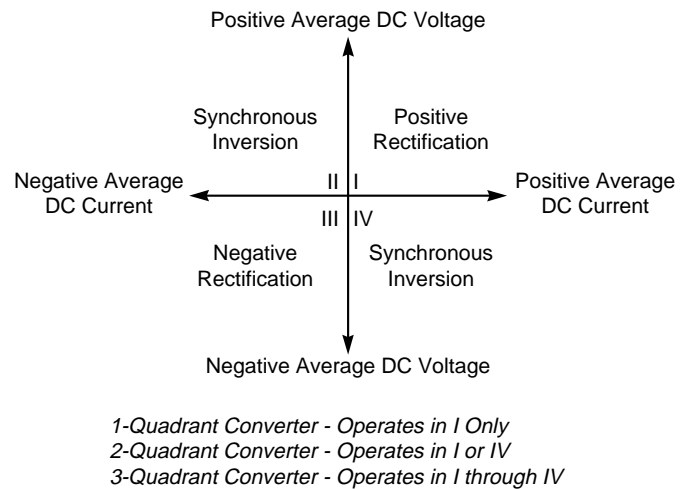 Positive Average DC Voltage
Synchronous
Inversion
Positive
Rectification
Negative Average
DC Current
II
I
Positive Average
DC Current
III
IV
Negative
Rectification
Synchronous
Inversion
Negative Average DC Voltage
1-Quadrant Converter - Operates in I Only
2-Quadrant Converter - Operates in I or IV
3-Quadrant Converter - Operates in I through IV